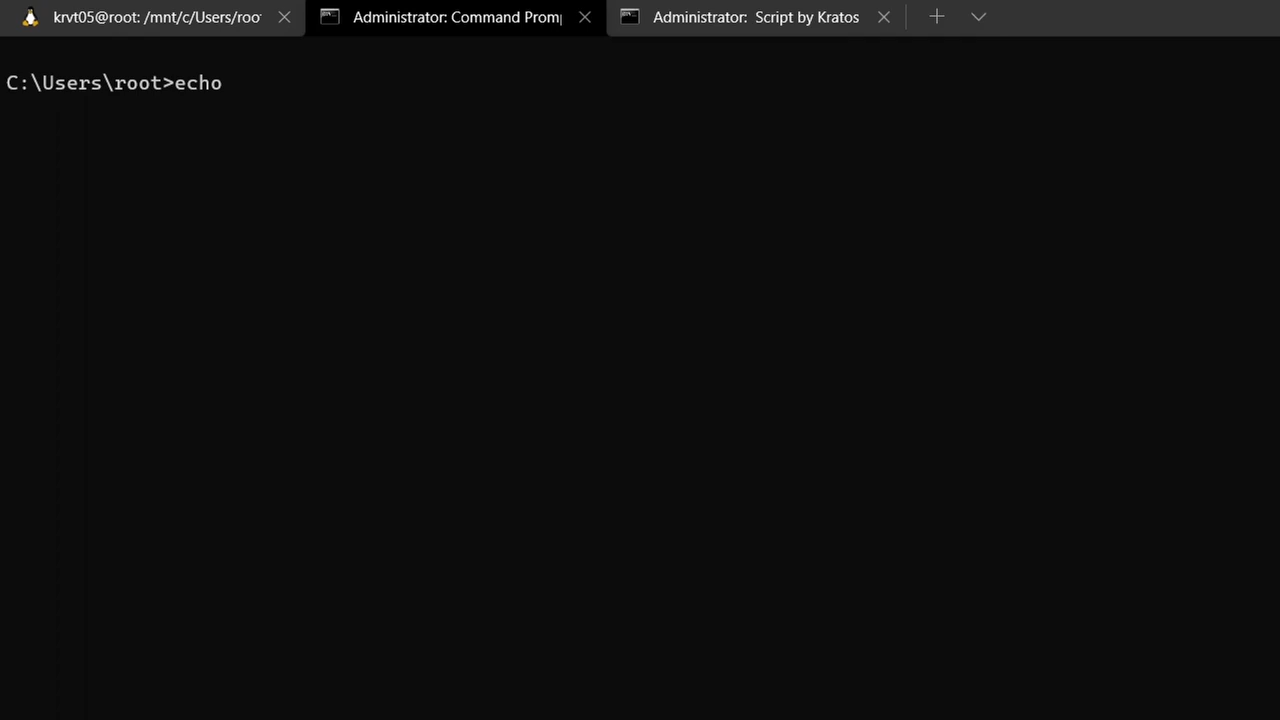 krvt05@root: /mnt/c/Users/roo
Administrator: Command Prom
Administrator: Script by Kratos
C:\Users\root>echo